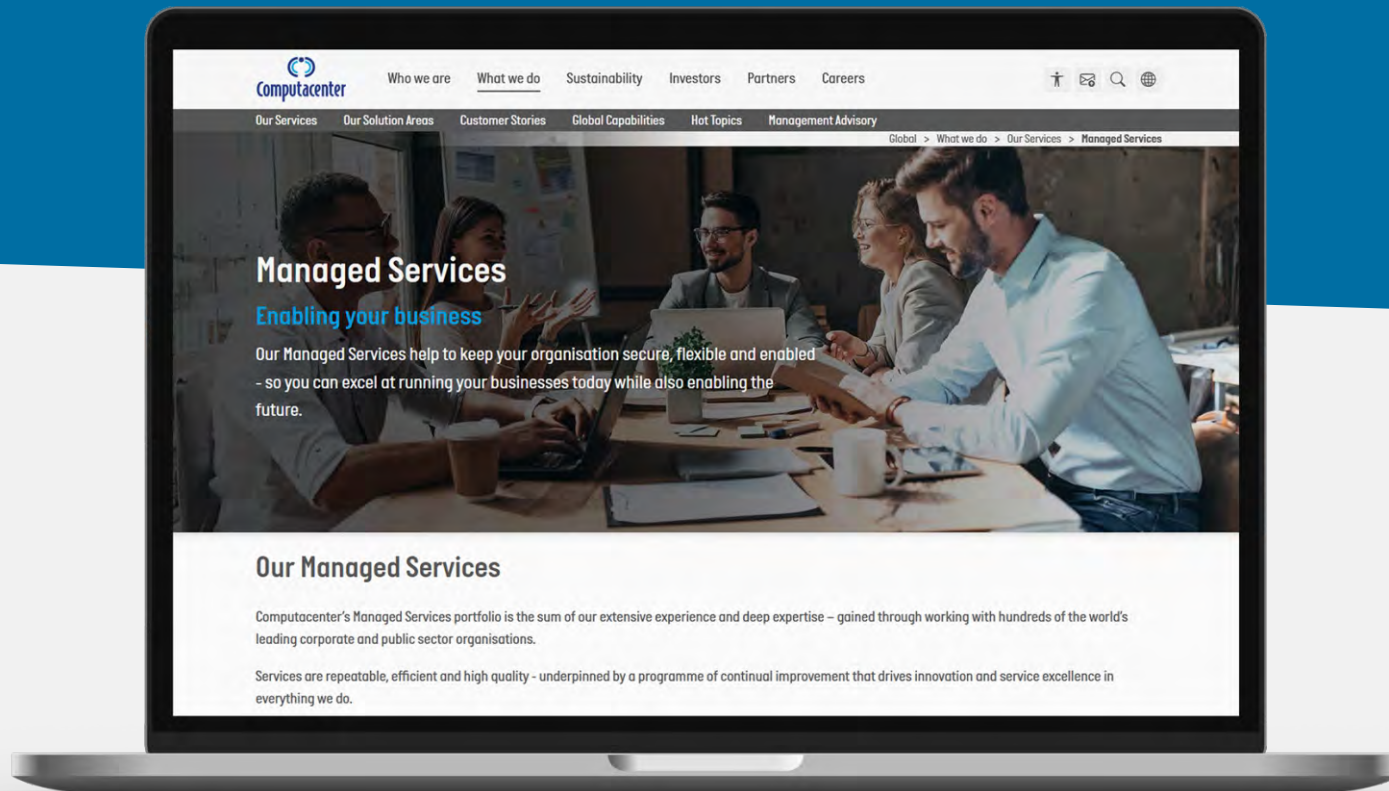 Computacenter
Who we are
What we do
Sustainability
Investors
Partners
Careers
Our Services
Our Solution Areas
Customer Stories
Global Capabilities
Hot Topics
Management Advisory
Global > What we do > Our Services > Managed Services
Managed Services
Enabling your business
Our Managed Services help to keep your organisation secure, flexible and enabled
- so you can excel at running your businesses today while also enabling the
future.
Our Managed Services
Computacenter's Managed Services portfolio is the sum of our extensive experience and deep expertise – gained through working with hundreds of the world's
leading corporate and public sector organisations.
Services are repeatable, efficient and high quality - underpinned by a programme of continual improvement that drives innovation and service excellence in
everything we do.